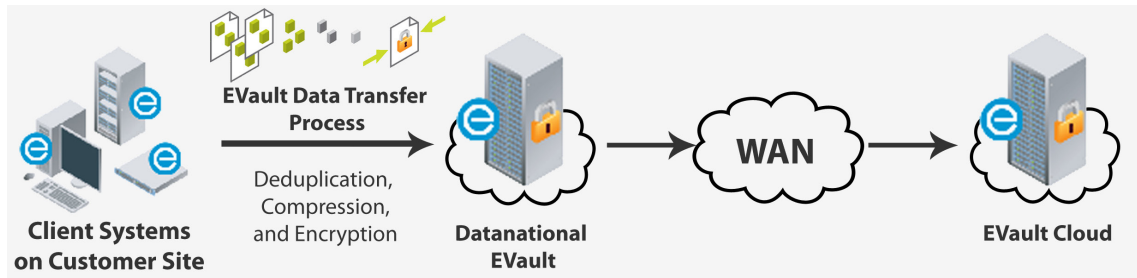 EVault Data Transfer
Process
Deduplication,
Compression,
and Encryption
Client Systems
on Customer Site
Datanational
EVault
WAN
EVault Cloud